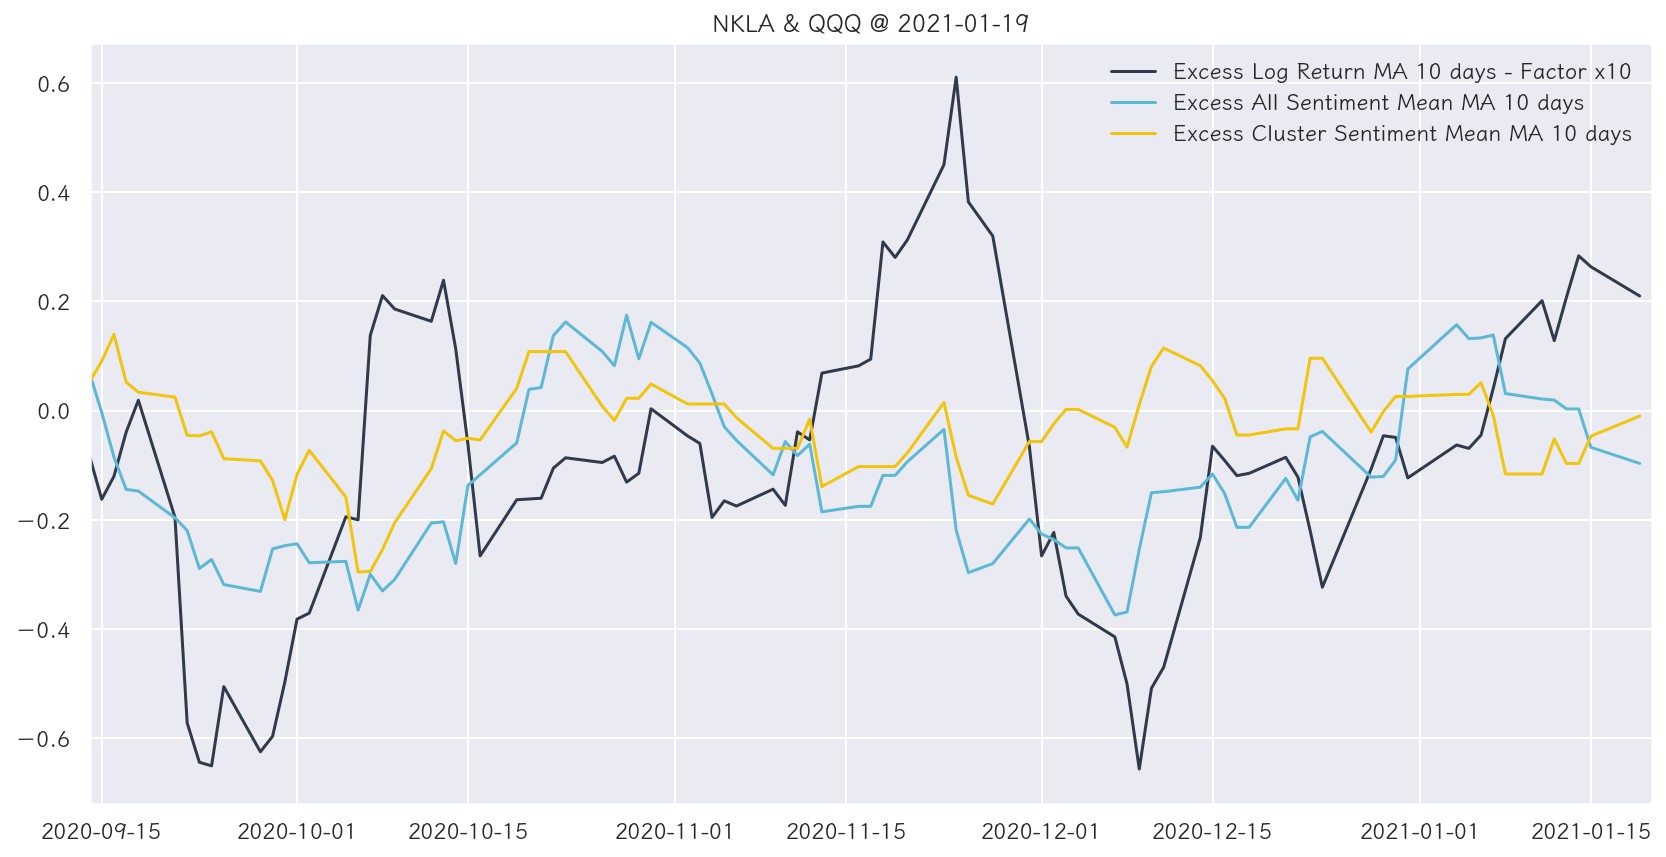 NKLA & QQQ @ 2021-01-19
Excess Log Return MA 10 days - Factor x10
Excess All Sentiment Mean MA 10 days
Excess Cluster Sentiment Mean MA 10 days
0.6
0.4
0.2
0.0
−0.2
−0.4
−0.6
2020-09-15 2020-10-01 2020-10-15 2020-11-01 2020-11-15 2020-12-01 2020-12-15 2021-01-01 2021-01-15